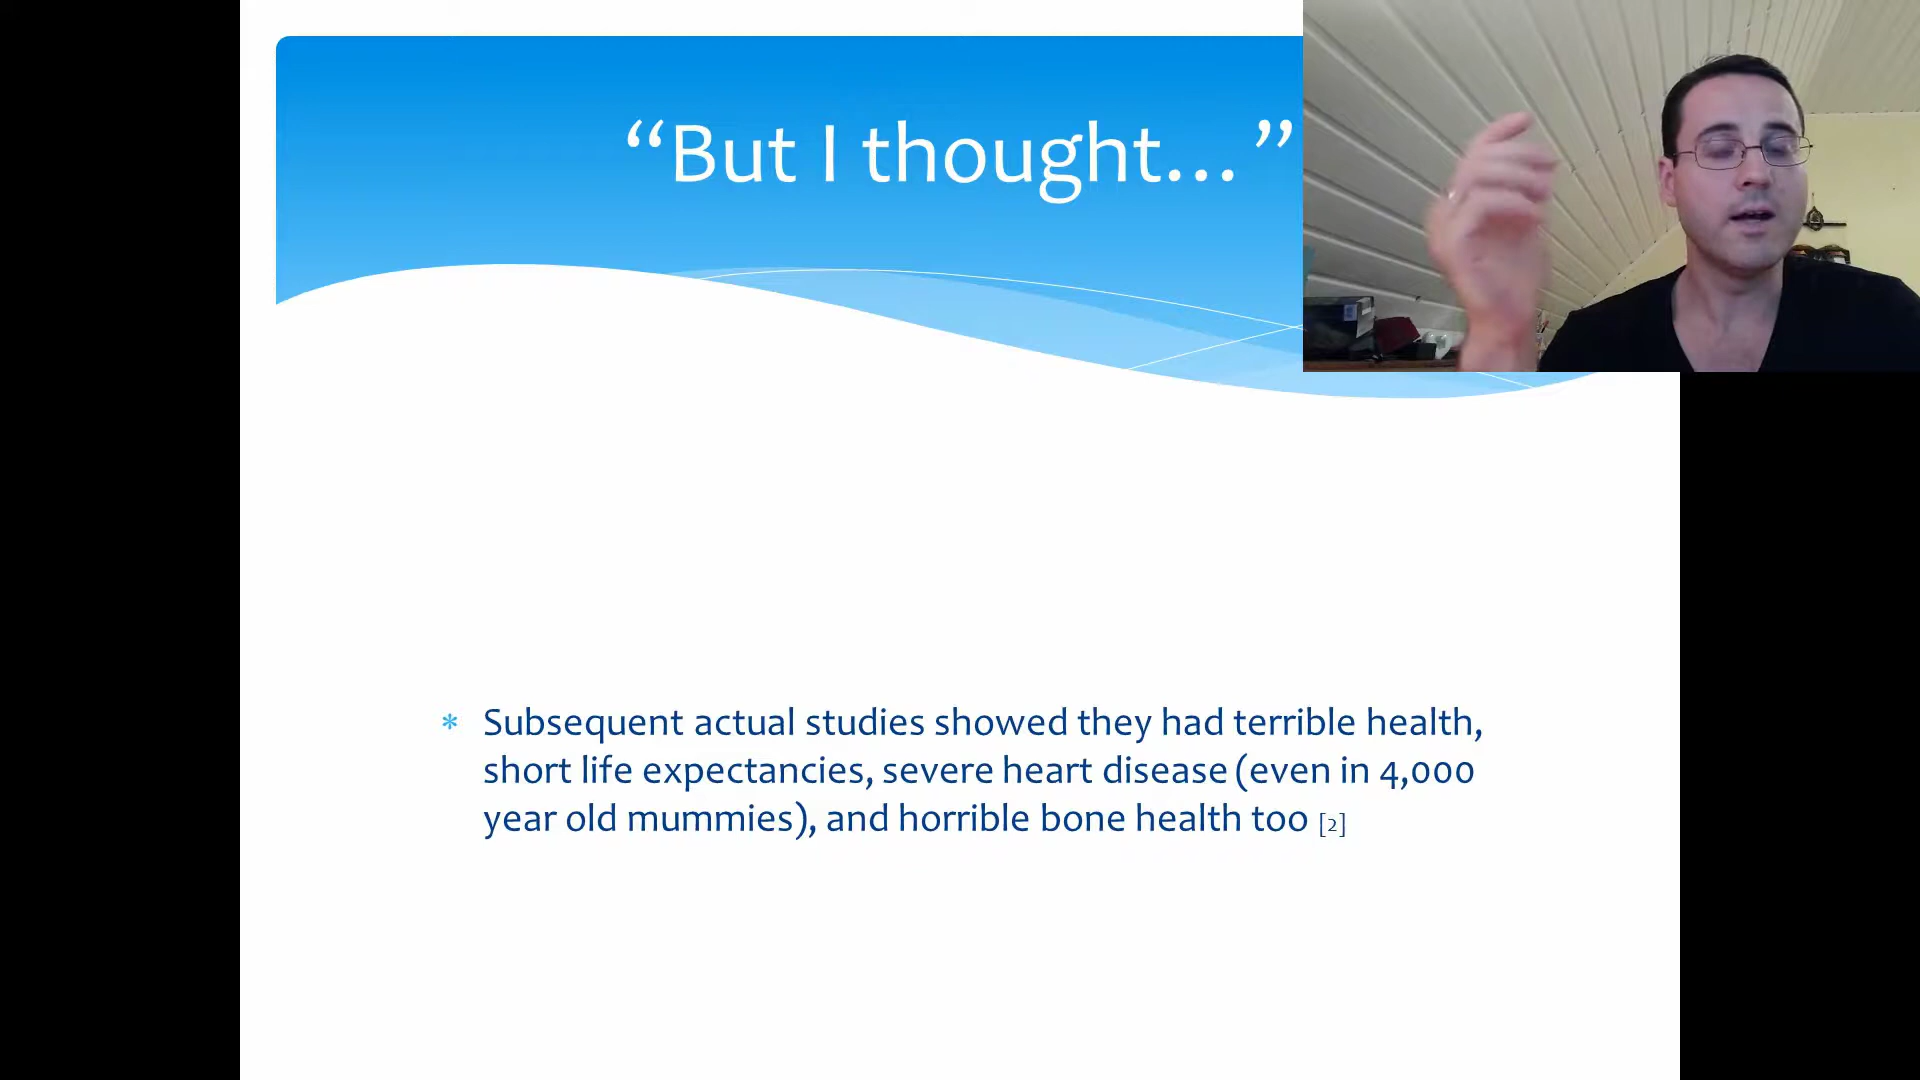 “But I thought…”
* Subsequent actual studies showed they had terrible health,
short life expectancies, severe heart disease (even in 4,000
year old mummies), and horrible bone health too [2]